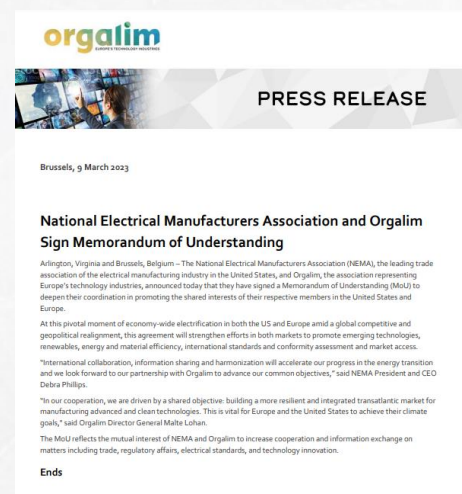 orgalim
EUROPE'S TECHNOLOGY INDUSTRIES
PRESS RELEASE
Brussels, 9 March 2023
National Electrical Manufacturers Association and Orgalim
Sign Memorandum of Understanding
Arlington, Virginia and Brussels, Belgium – The National Electrical Manufacturers Association (NEMA), the leading trade
association of the electrical manufacturing industry in the United States, and Orgalim, the association representing
Europe's technology industries, announced today that they have signed a Memorandum of Understanding (MoU) to
deepen their coordination in promoting the shared interests of their respective members in the United States and
Europe.
At this pivotal moment of economy-wide electrification in both the US and Europe amid a global competitive and
geopolitical realignment, this agreement will strengthen efforts in both markets to promote emerging technologies,
renewables, energy and material efficiency, international standards and conformity assessment and market access.
"International collaboration, information sharing and harmonization will accelerate our progress in the energy transition
and we look forward to our partnership with Orgalim to advance our common objectives," said NEMA President and CEO
Debra Phillips.
"In our cooperation, we are driven by a shared objective: building a more resilient and integrated transatlantic market for
manufacturing advanced and clean technologies. This is vital for Europe and the United States to achieve their climate
goals," said Orgalim Director General Malte Lohan.
The MoU reflects the mutual interest of NEMA and Orgalim to increase cooperation and information exchange on
matters including trade, regulatory affairs, electrical standards, and technology innovation.
Ends